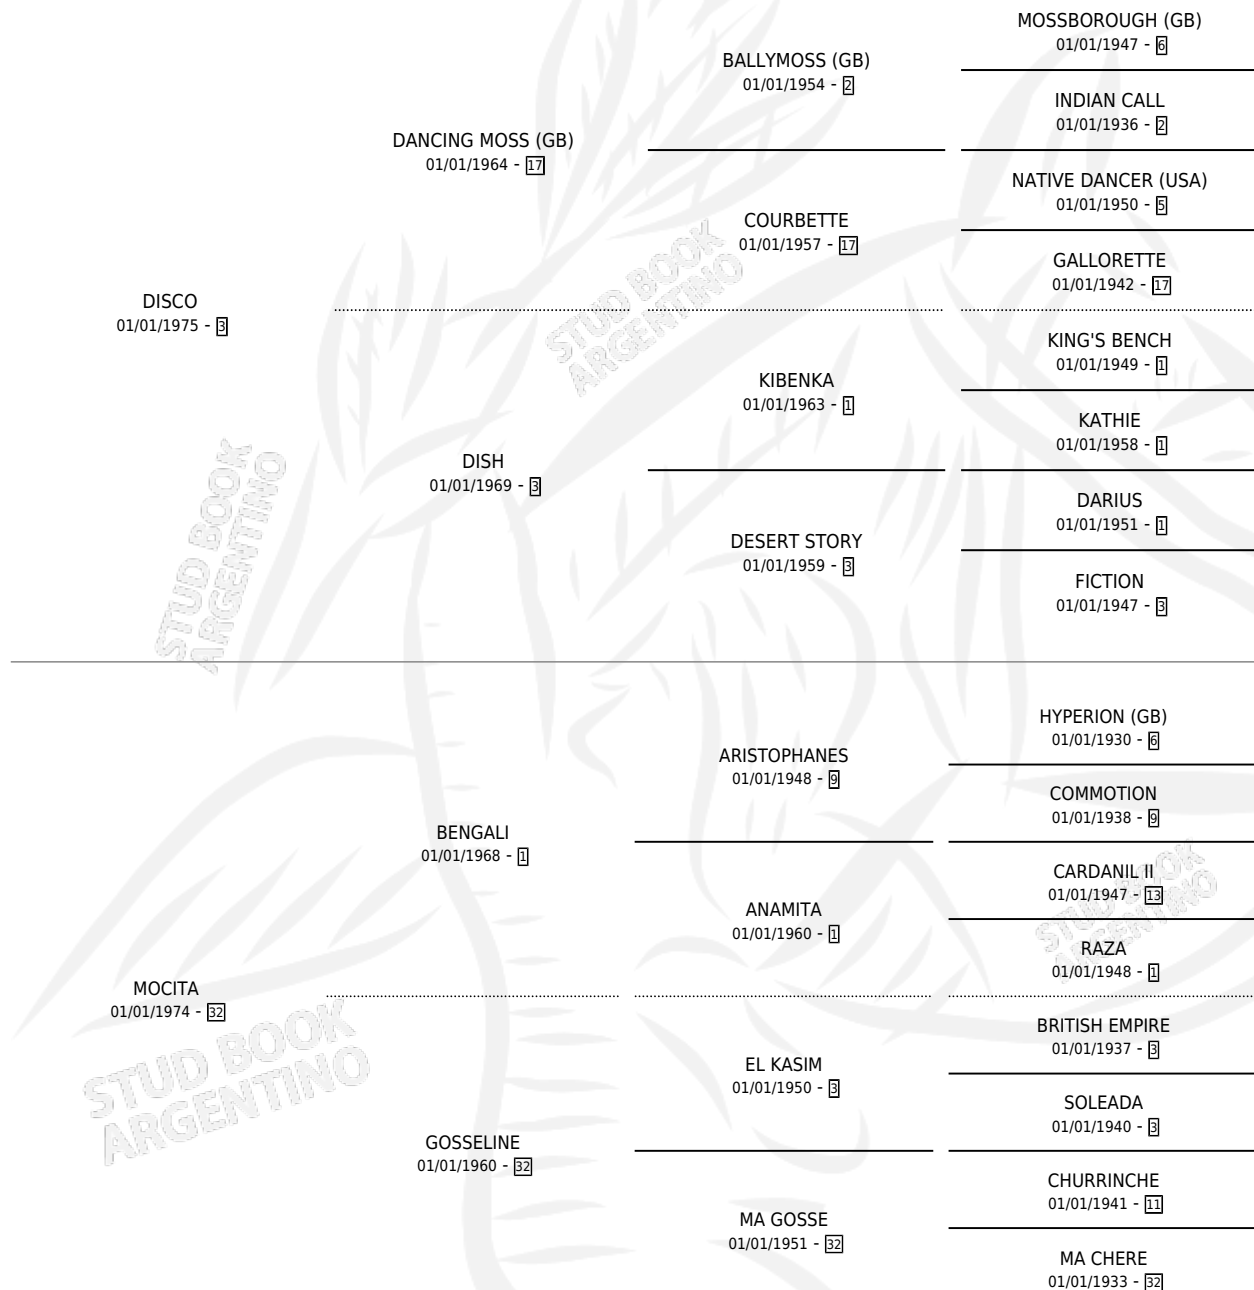 MOSSBOROUGH (GB)
01/01/1947 - 6
BALLYMOSS (GB)
01/01/1954 - 2
INDIAN CALL
01/01/1936 - 2
DANCING MOSS (GB)
01/01/1964 - 17
NATIVE DANCER (USA)
01/01/1950 - 5
COURBETTE
01/01/1957 - 17
GALLORETTE
01/01/1942 - 17
DISCO
01/01/1975 - 3
STUD BOOK
ARGENTINO
KING'S BENCH
01/01/1949 - 1
KIBENKA
01/01/1963 - 1
KATHIE
01/01/1958 - 1
DISH
01/01/1969 - 3
DARIUS
01/01/1951 - 1
DESERT STORY
01/01/1959 - 3
FICTION
01/01/1947 - 3
STUD BOOK
ARGENTINO
HYPERION (GB)
01/01/1930 - 6
ARISTOPHANES
01/01/1948 - 9
COMMOTION
01/01/1938 - 9
BENGALI
01/01/1968 - 1
CARDANIL II
01/01/1947 - 13
ANAMITA
01/01/1960 - 1
RAZA
01/01/1948 - 1
STUD BOOK
ARGENTINO
MOCITA
01/01/1974 - 32
STUD BOOK
ARGENTINO
BRITISH EMPIRE
01/01/1937 - 3
EL KASIM
01/01/1950 - 3
SOLEADA
01/01/1940 - 3
GOSSELINE
01/01/1960 - 32
CHURRINCHE
01/01/1941 - 11
MA GOSSE
01/01/1951 - 32
MA CHERE
01/01/1933 - 32